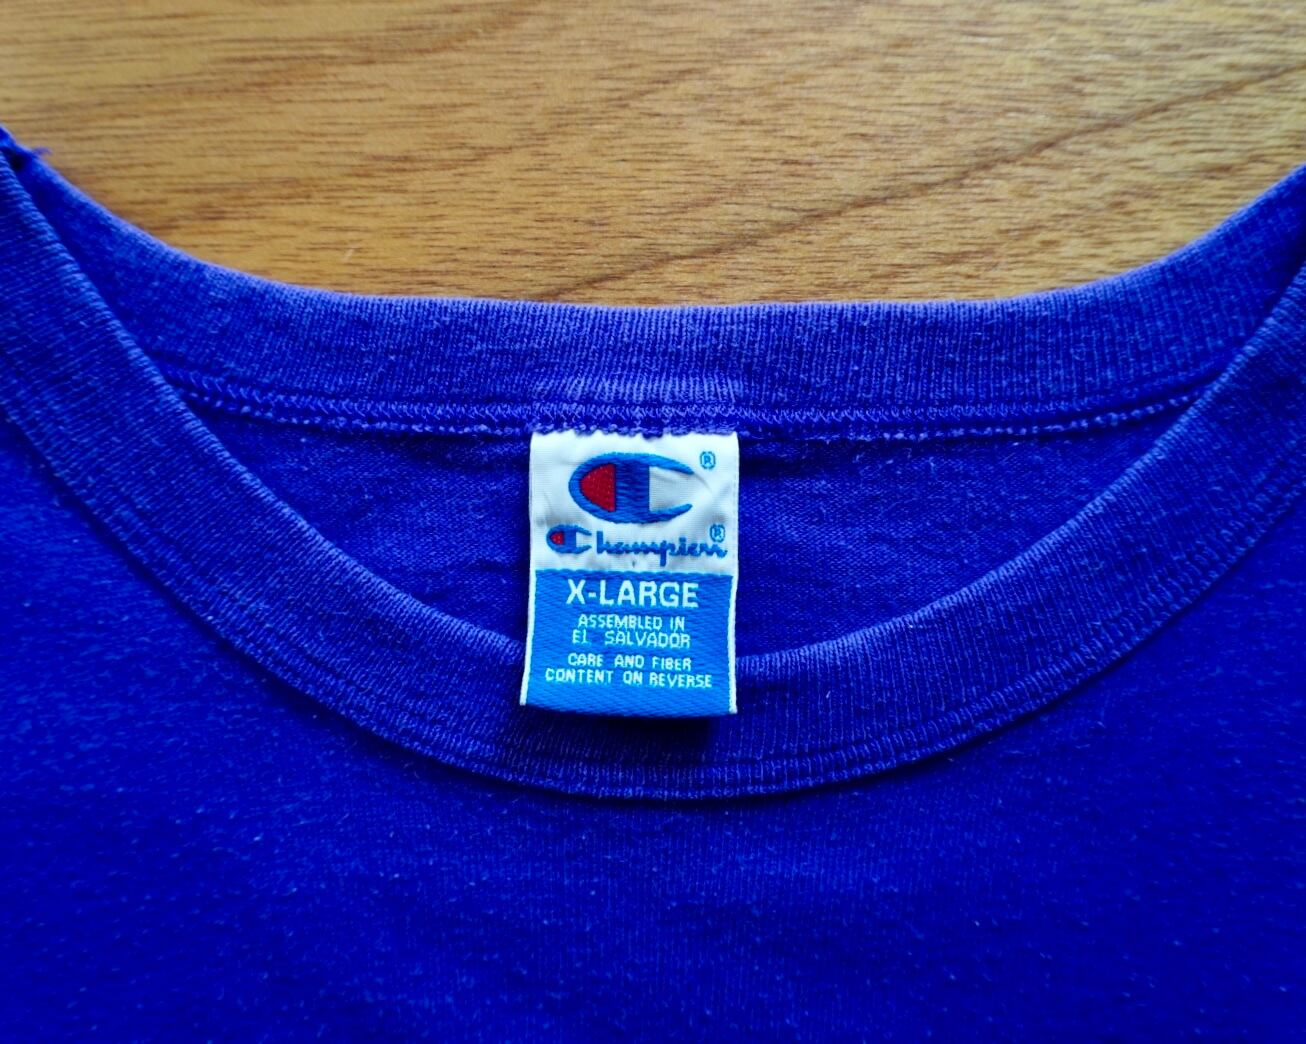 ®
Champion®
X-LARGE
ASSEMBLED IN
EL SALVADOR
CARE AND FIBER
CONTENT ON REVERSE